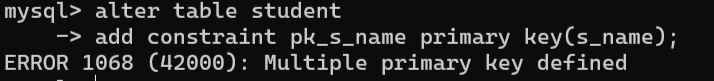 mysql> alter table student
    -> add constraint pk_s_name primary key(s_name);
ERROR 1068 (42000): Multiple primary key defined